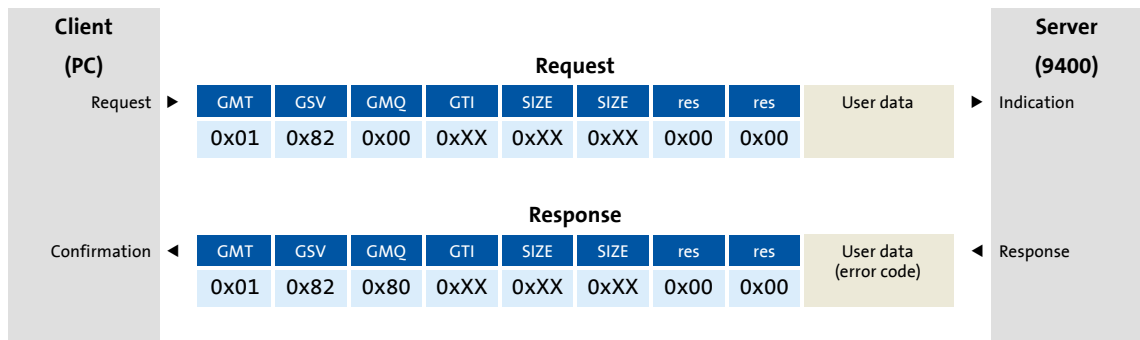 Client
(PC)
Server
(9400)
Request
Request ▶ GMT GSV GMQ GTI SIZE SIZE res res User data ▶ Indication
0x01 0x82 0x00 0xXX 0xXX 0xXX 0x00 0x00
Response
Confirmation ◀ GMT GSV GMQ GTI SIZE SIZE res res User data ◀ Response
(error code)
0x01 0x82 0x80 0xXX 0xXX 0xXX 0x00 0x00